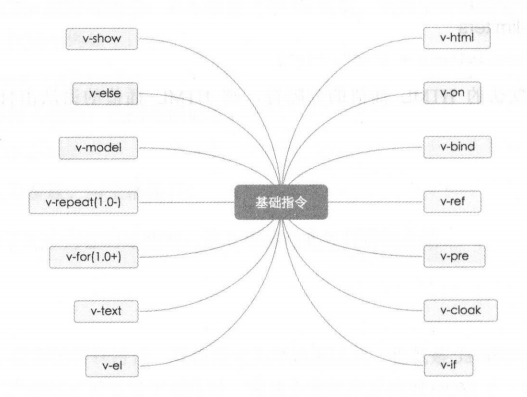 v-show
v-else
v-model
v-repeat(1.0-)
v-for(1.0+)
v-text
v-el
基础指令
v-html
v-on
v-bind
v-ref
v-pre
v-cloak
v-if